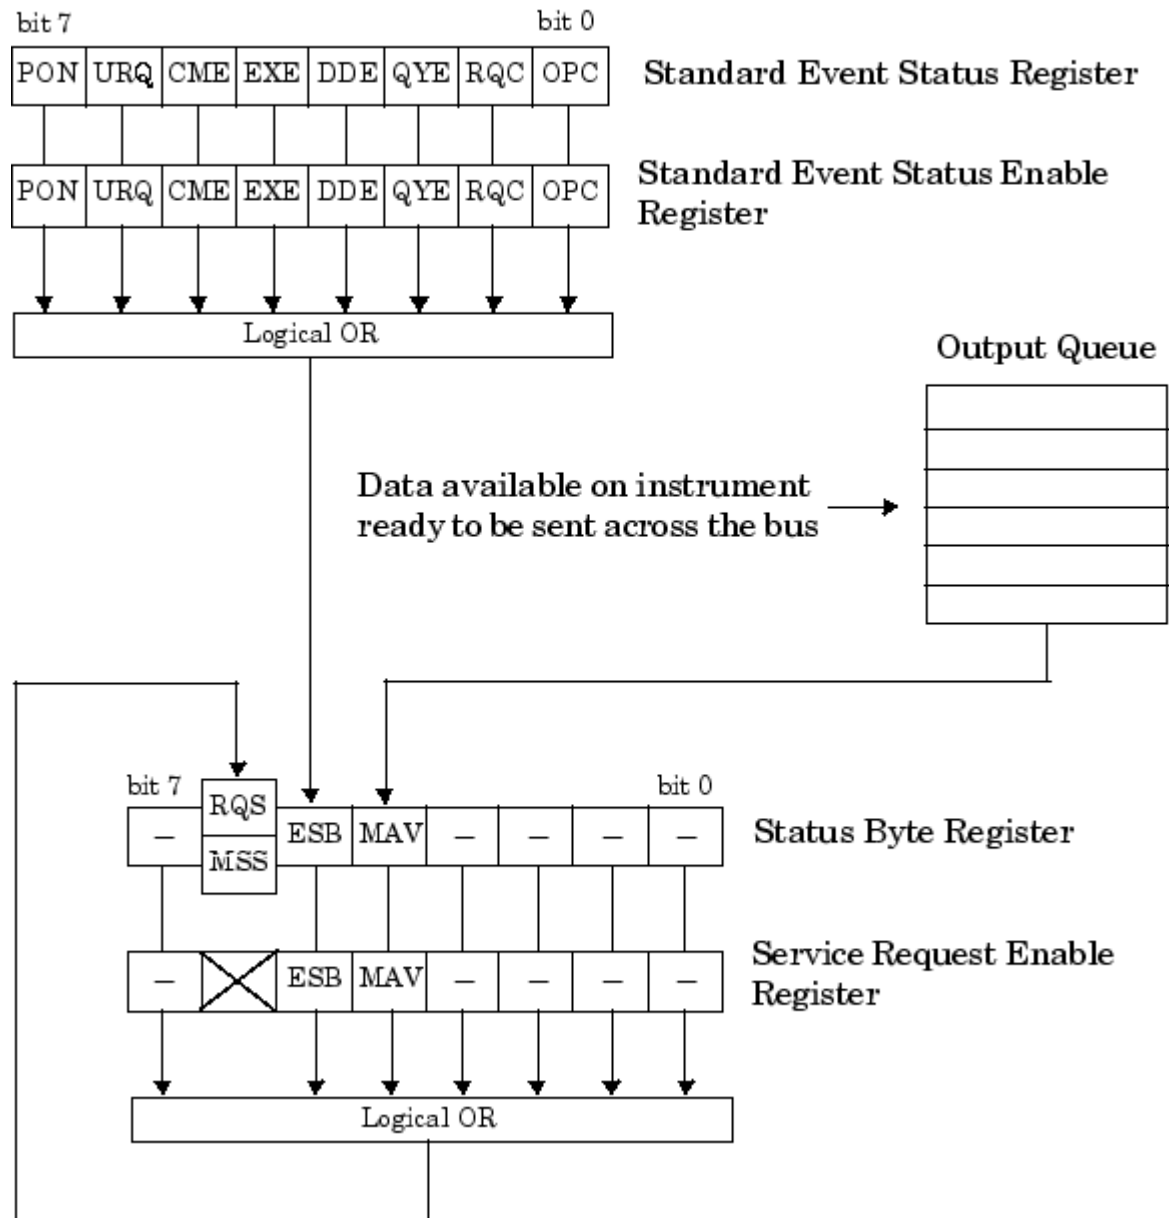 bit 7 bit 0
PON URQ CME EXE DDE QYE RQC OPC
Standard Event Status Register
PON URQ CME EXE DDE QYE RQC OPC
Standard Event Status Enable
Register
Logical OR
Output Queue
Data available on instrument
ready to be sent across the bus
bit 7 bit 0
RQS
MSS
– ESB MAV – – – –
Status Byte Register
– ESB MAV – – – –
Service Request Enable
Register
Logical OR